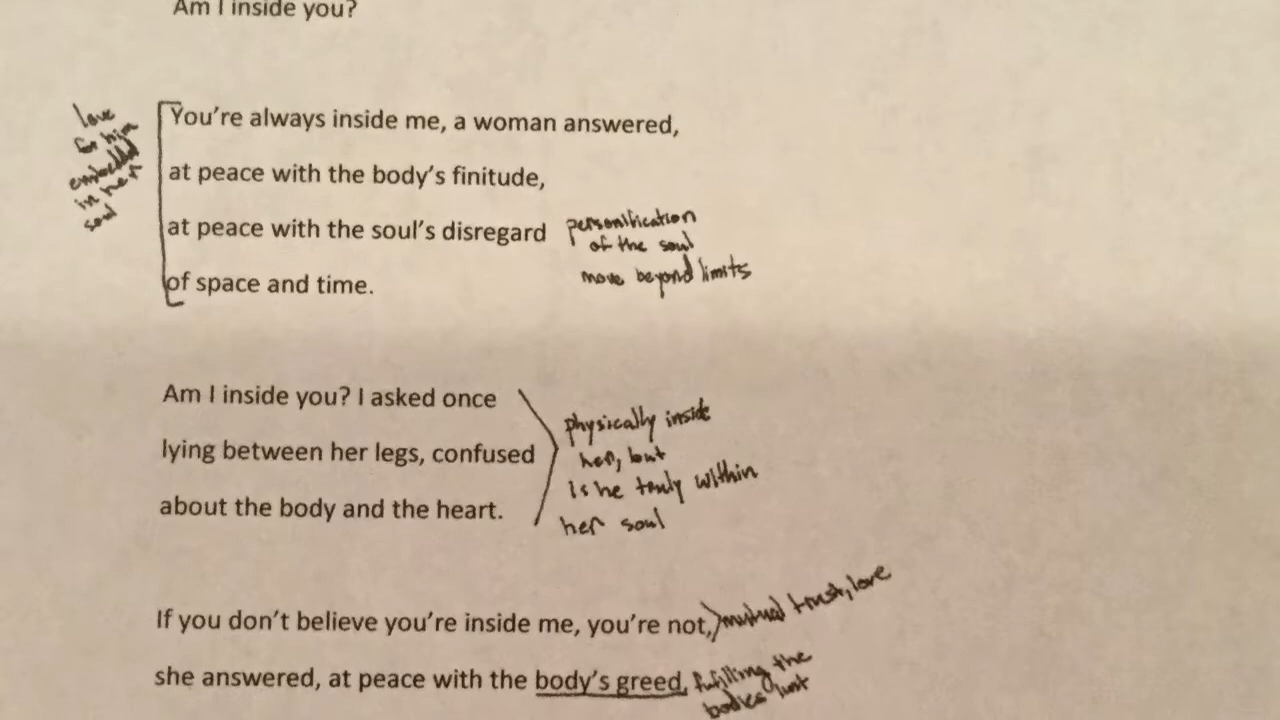 Am I inside you?
love
for him
embedded
in her
soul
You're always inside me, a woman answered,
at peace with the body's finitude,
at peace with the soul's disregard
personification
of the soul
move beyond limits
of space and time.
Am I inside you? I asked once
lying between her legs, confused
about the body and the heart.
physically inside
her, but
is he truly within
her soul
If you don't believe you're inside me, you're not,
mutual trust, love
she answered, at peace with the body's greed,
fulfilling the
bodies lust